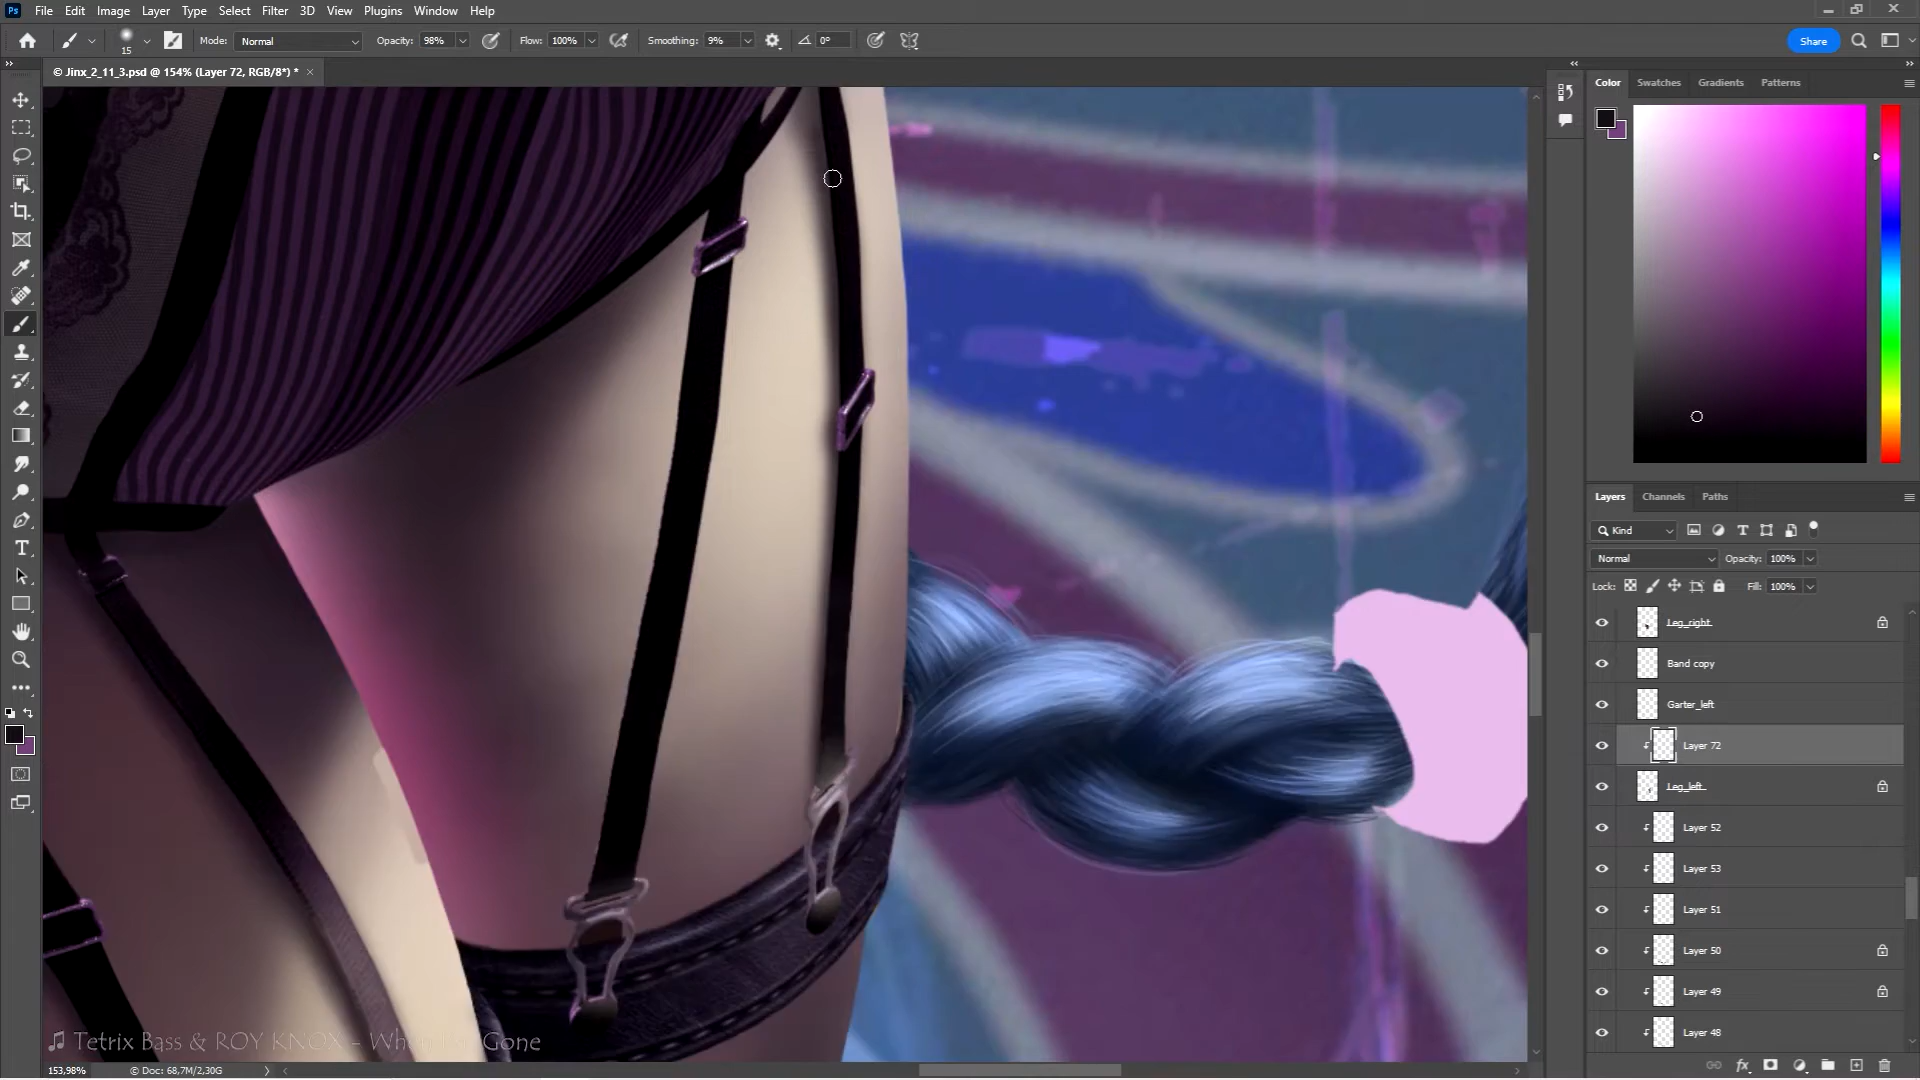 Ps File Edit Image Layer Type Select Filter 3D View Plugins Window Help
15 Mode: Normal Opacity: 98% Flow: 100% Smoothing: 9% 0° Share
© Jinx_2_11_3.psd @ 154% (Layer 72, RGB/8*) *
Color Swatches Gradients Patterns
Layers Channels Paths
Kind
Normal Opacity: 100%
Lock: Fill: 100%
Leg_right
Band copy
Garter_left
Layer 72
Leg_left
Layer 52
Layer 53
Layer 51
Layer 50
Layer 49
Layer 48
Tetrix Bass & ROY KNOX - Gone
153,98% © Doc: 68,7M/2,30G